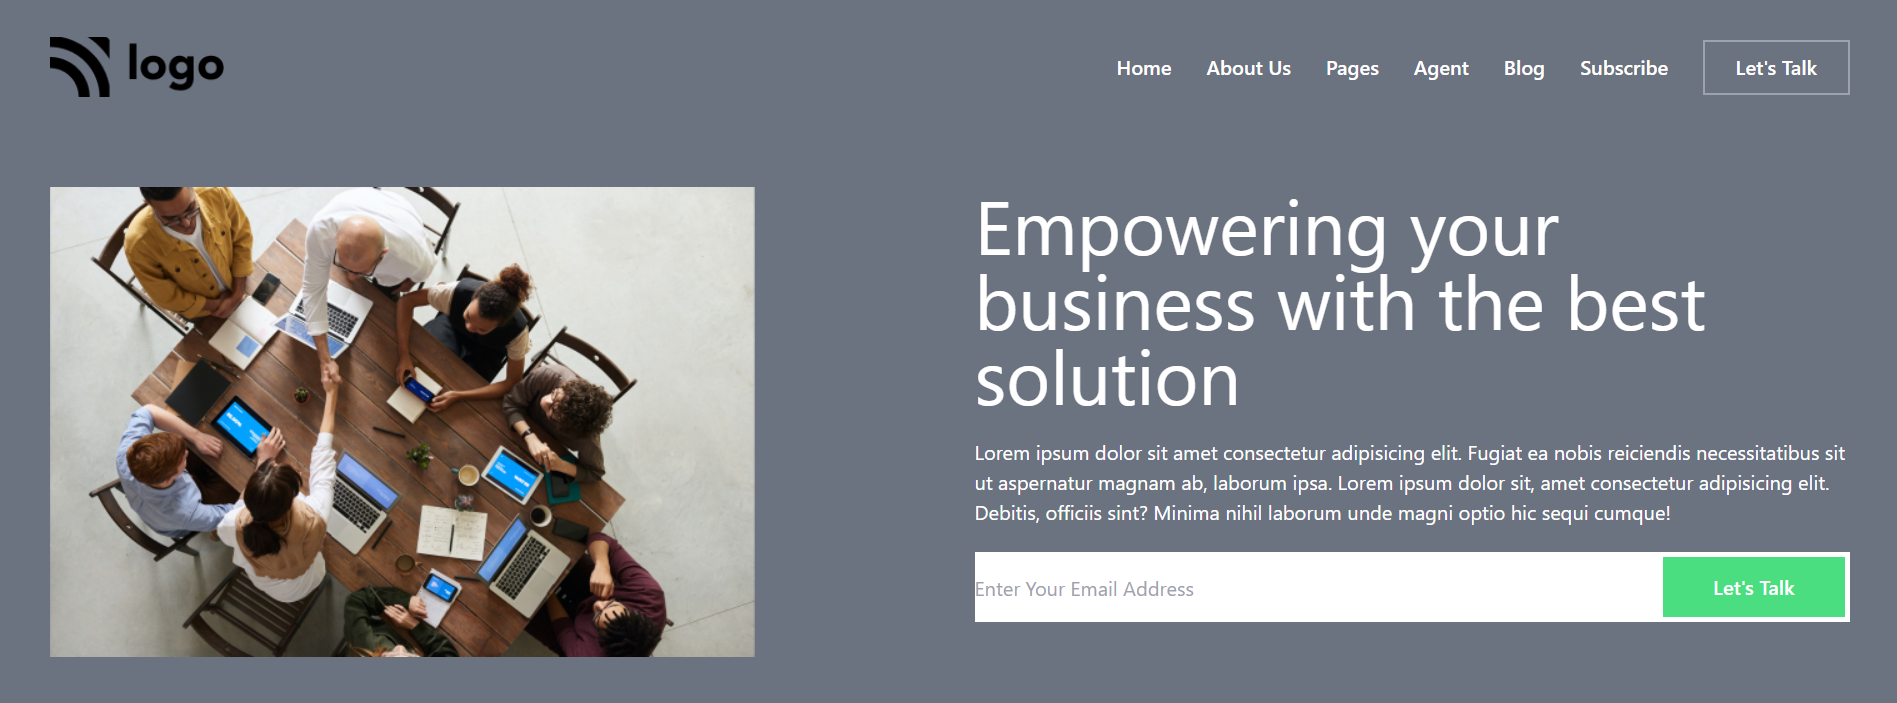 logo
Home About Us Pages Agent Blog Subscribe Let's Talk
Empowering your
business with the best
solution
Lorem ipsum dolor sit amet consectetur adipisicing elit. Fugiat ea nobis reiciendis necessitatibus sit
ut aspernatur magnam ab, laborum ipsa. Lorem ipsum dolor sit, amet consectetur adipisicing elit.
Debitis, officiis sint? Minima nihil laborum unde magni optio hic sequi cumque!
Enter Your Email Address Let's Talk